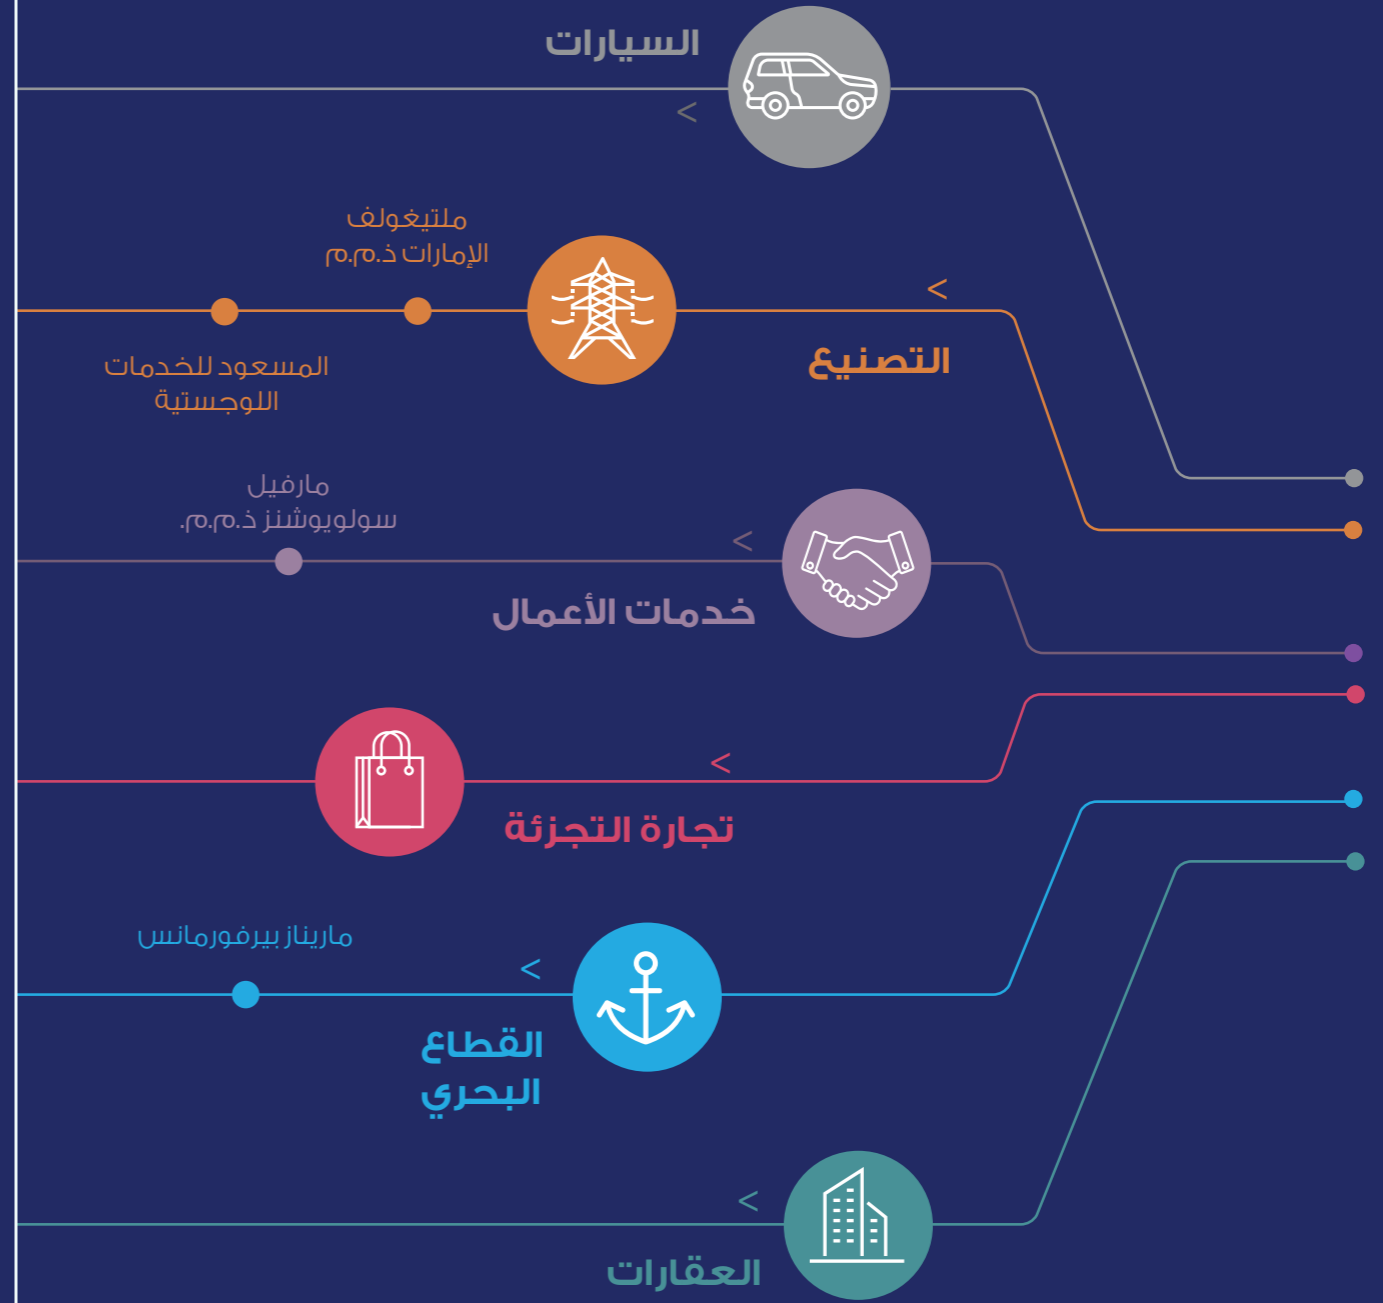 السيارات
>
ملتيغولف
الإمارات ذ.م.م
>
التصنيع
المسعود للخدمات
اللوجستية
مارفيل
سولويوشنز ذ.م.م.
>
خدمات الأعمال
>
تجارة التجزئة
ماريناز بيرفورمانس
>
القطاع
البحري
>
العقارات